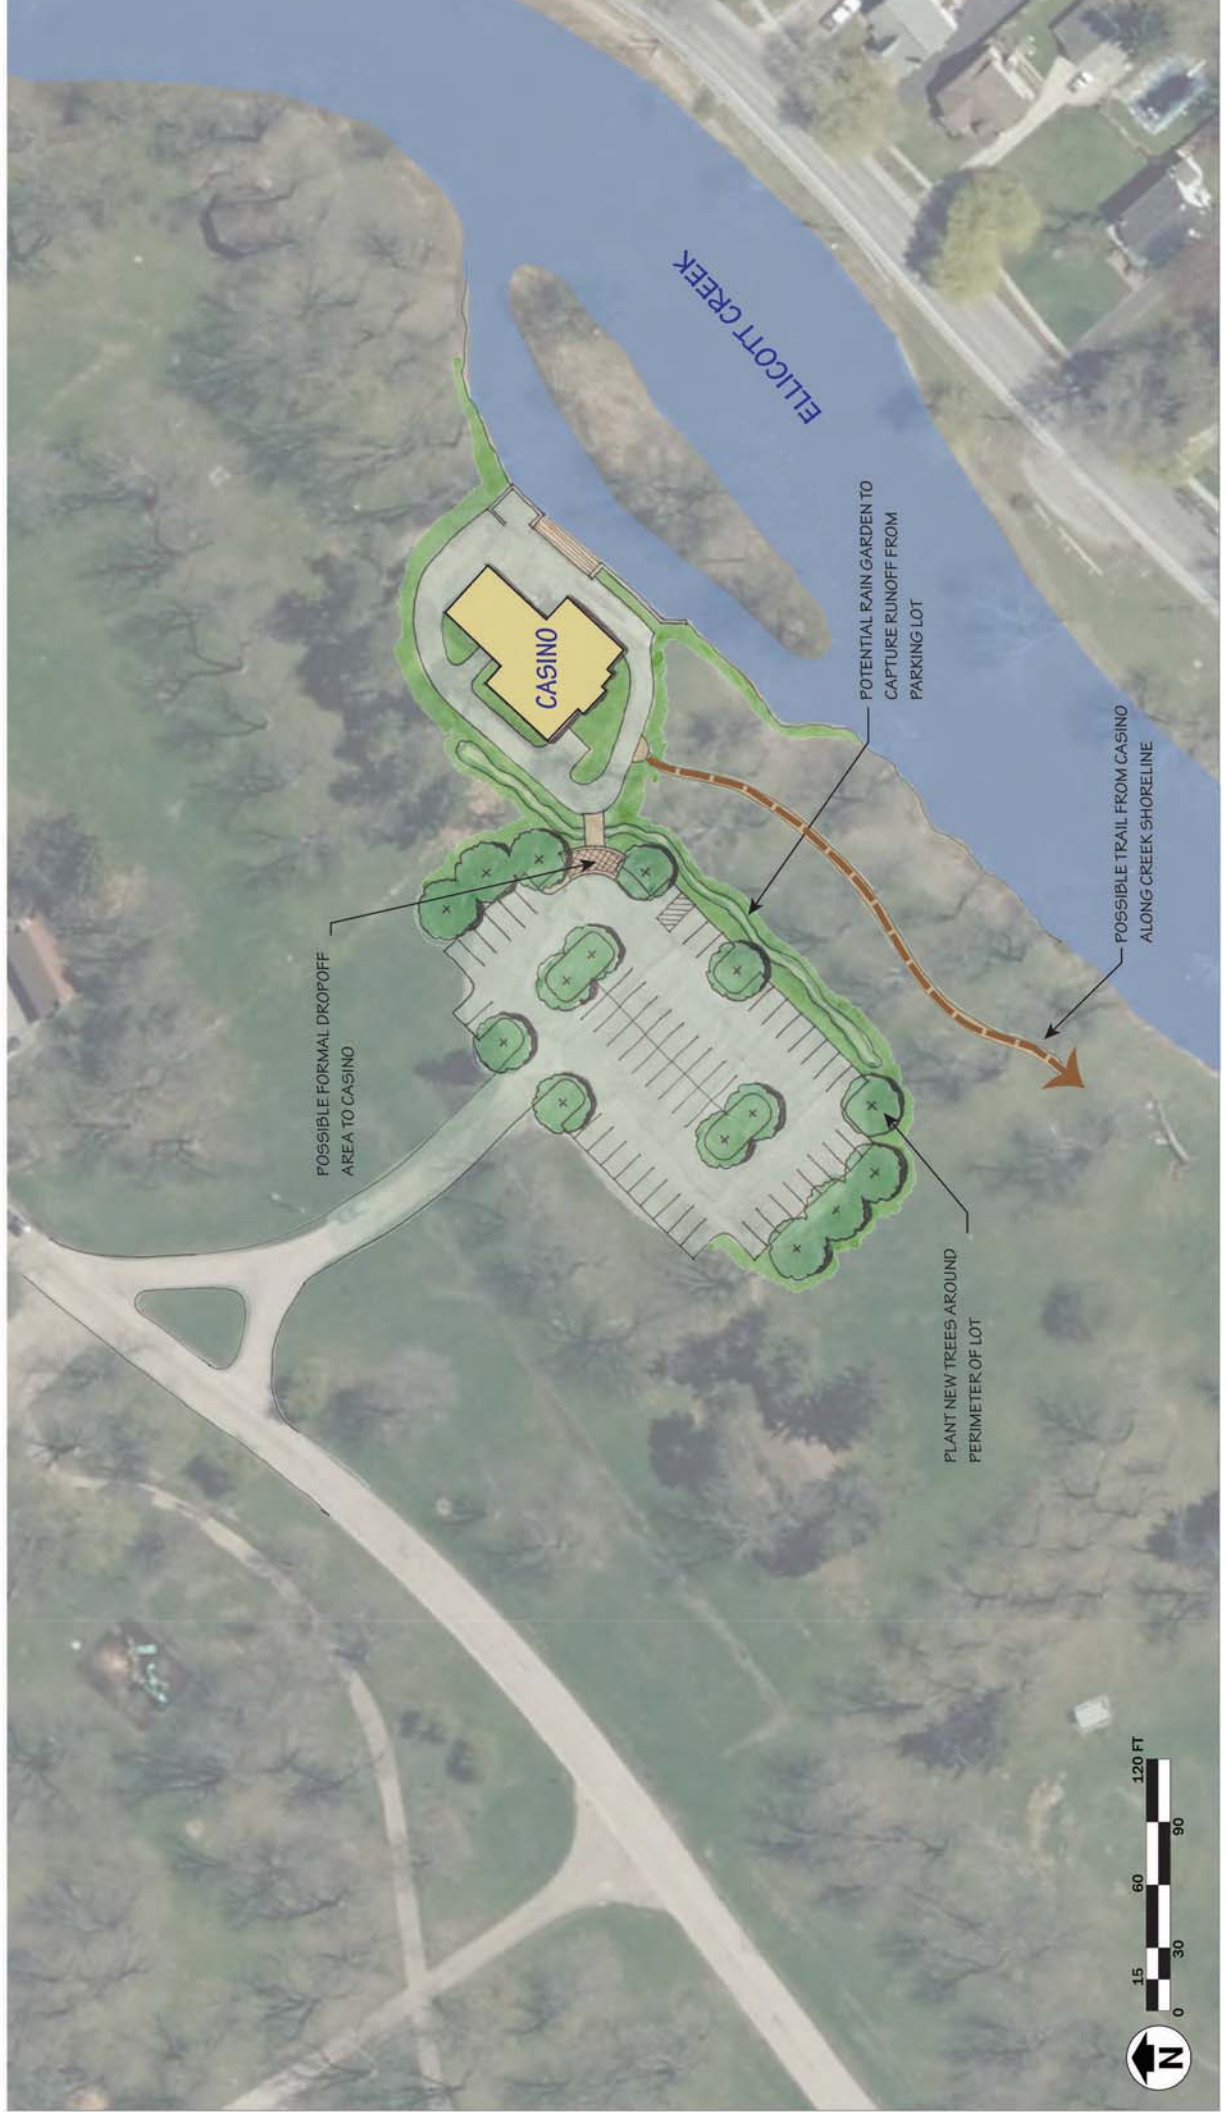 ELLICOTT CREEK
CASINO
POSSIBLE FORMAL DROPOFF
AREA TO CASINO
POTENTIAL RAIN GARDEN TO
CAPTURE RUNOFF FROM
PARKING LOT
POSSIBLE TRAIL FROM CASINO
ALONG CREEK SHORELINE
PLANT NEW TREES AROUND
PERIMETER OF LOT
N
0 15 30 60 90 120 FT